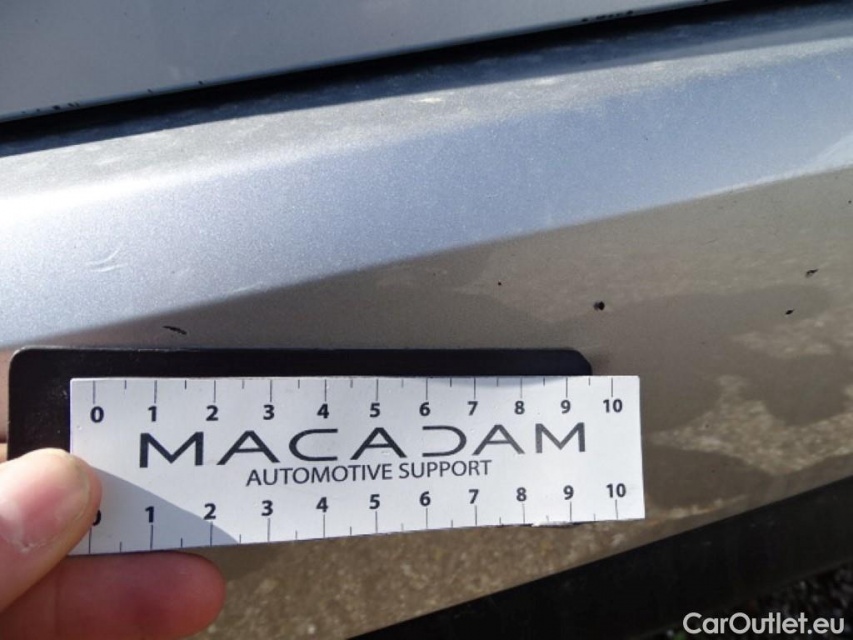 0 1 2 3 4 5 6 7 8 9 10
MACADAM
AUTOMOTIVE SUPPORT
1 2 3 4 5 6 7 8 9 10
CarOutlet.eu